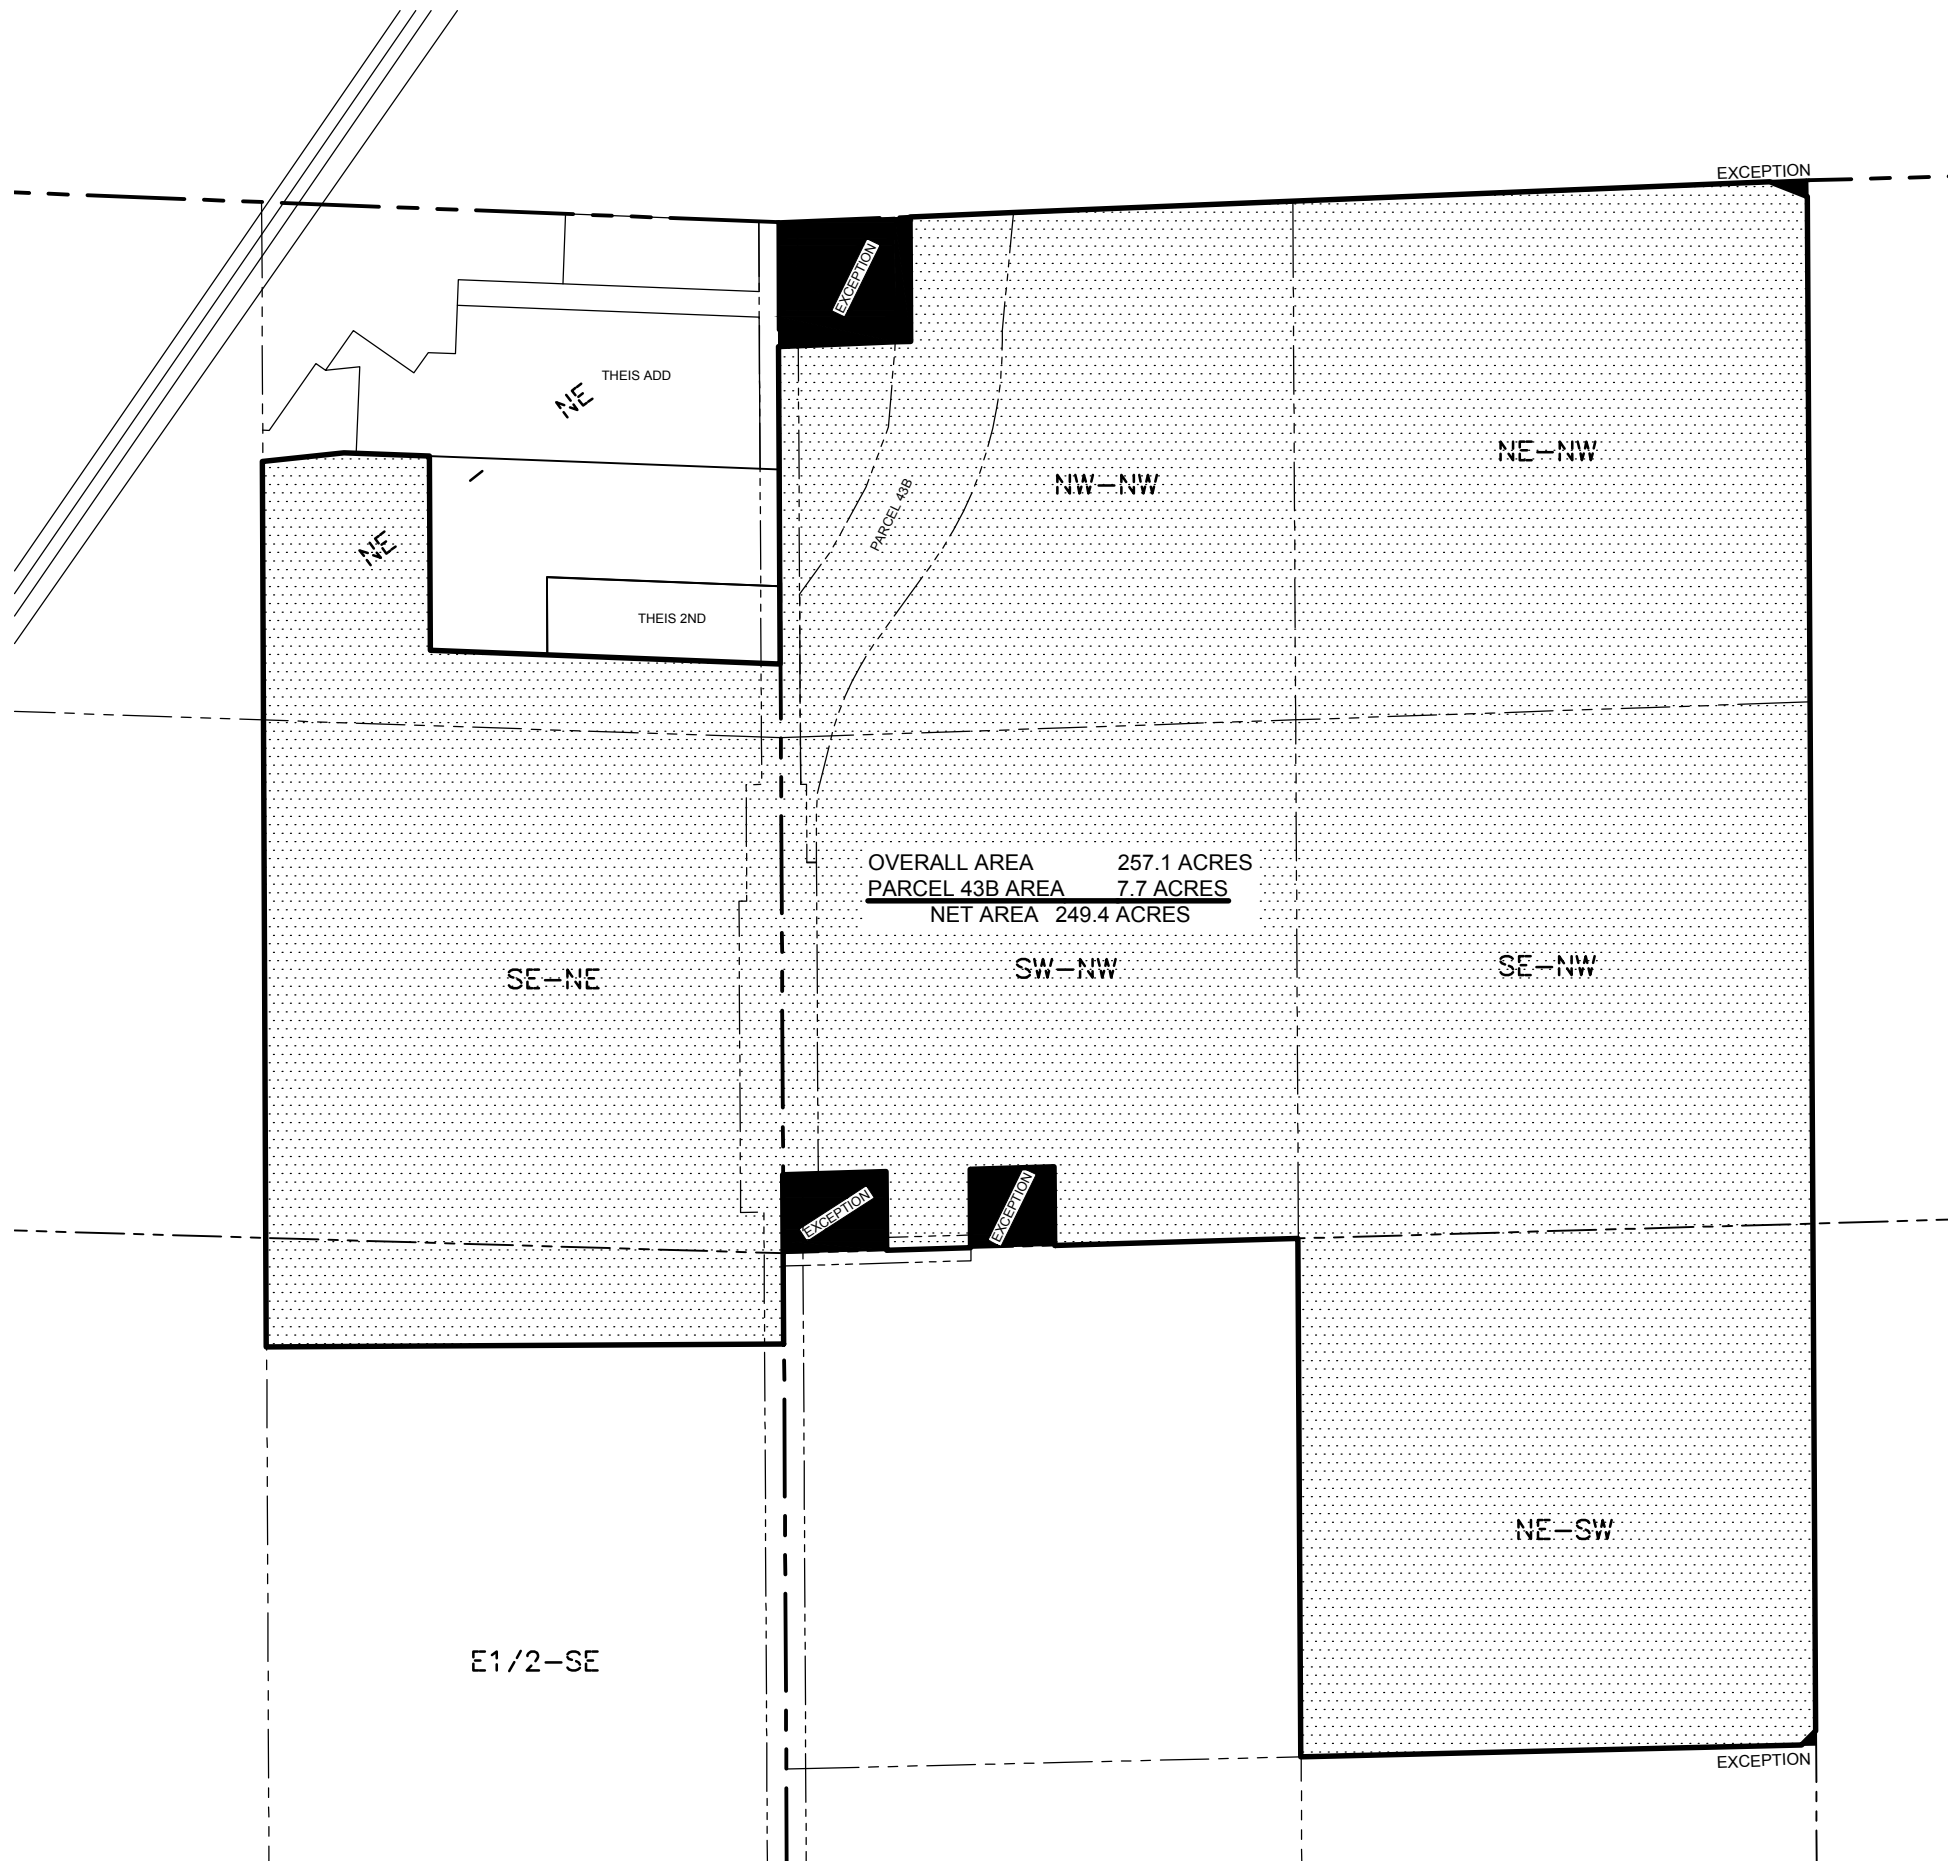 EXCEPTION
EXCEPTION
THEIS ADD
NE
NE-NW
NW-NW
PARCEL 43B
NE
THEIS 2ND
OVERALL AREA 257.1 ACRES
PARCEL 43B AREA 7.7 ACRES
NET AREA 249.4 ACRES
SE-NE
SW-NW
SE-NW
EXCEPTION
EXCEPTION
NE-SW
E1/2-SE
EXCEPTION